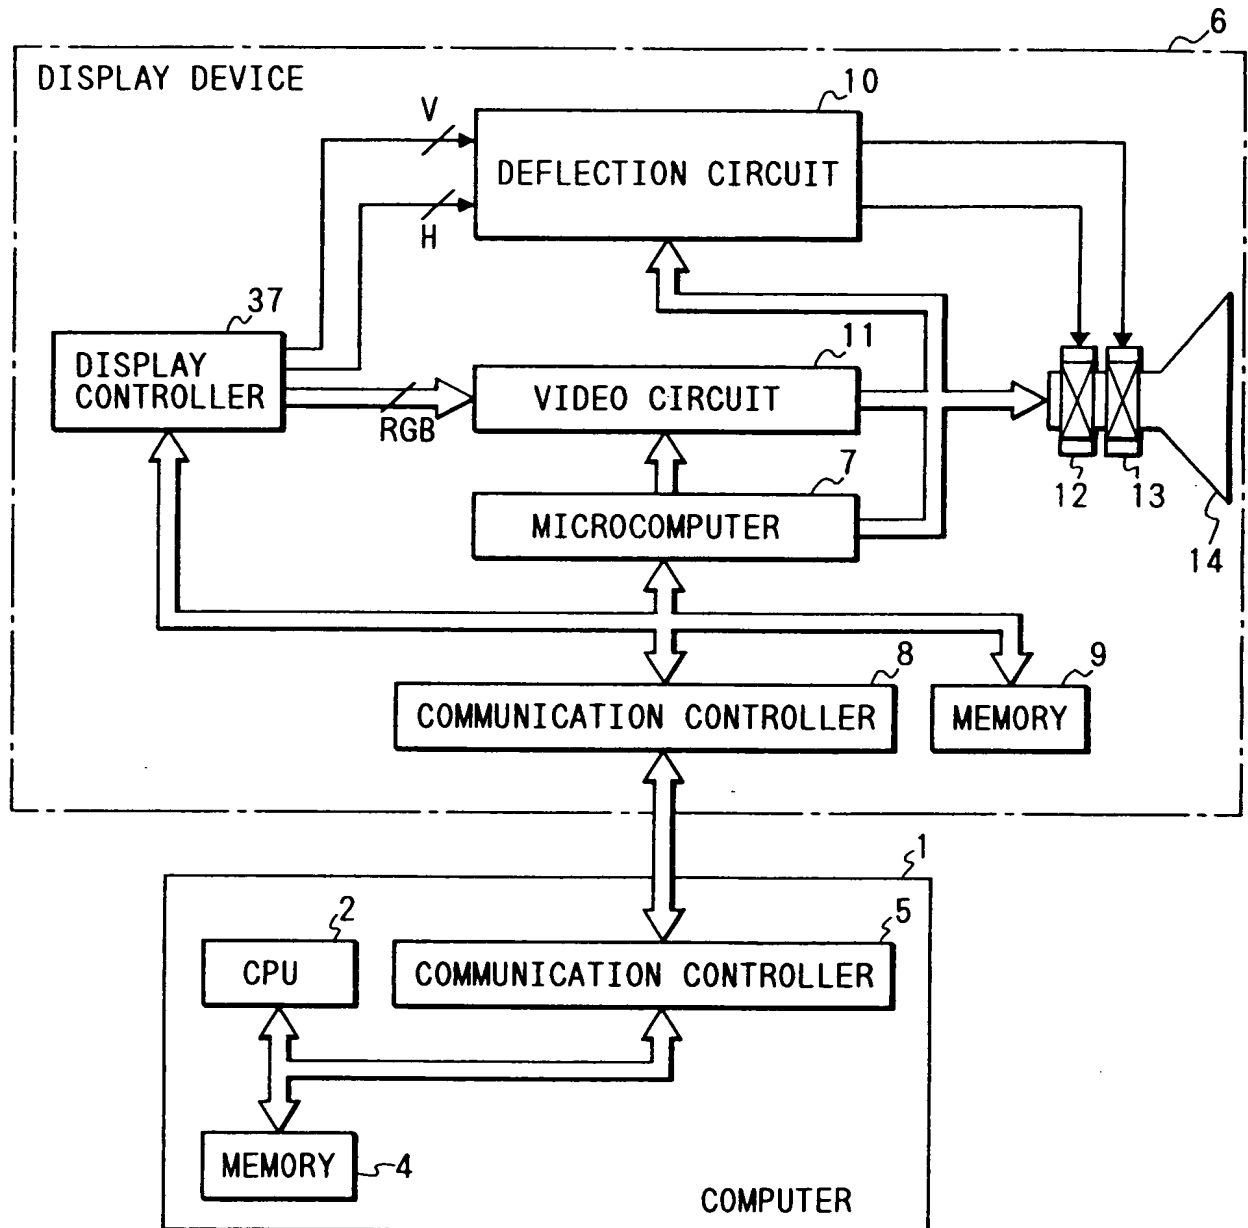 6
DISPLAY DEVICE
10
V
DEFLECTION CIRCUIT
H
37
DISPLAY
CONTROLLER
11
VIDEO CIRCUIT
RGB
7
12
13
MICROCOMPUTER
14
8
9
COMMUNICATION CONTROLLER
MEMORY
1
2
5
CPU
COMMUNICATION CONTROLLER
MEMORY
4
COMPUTER